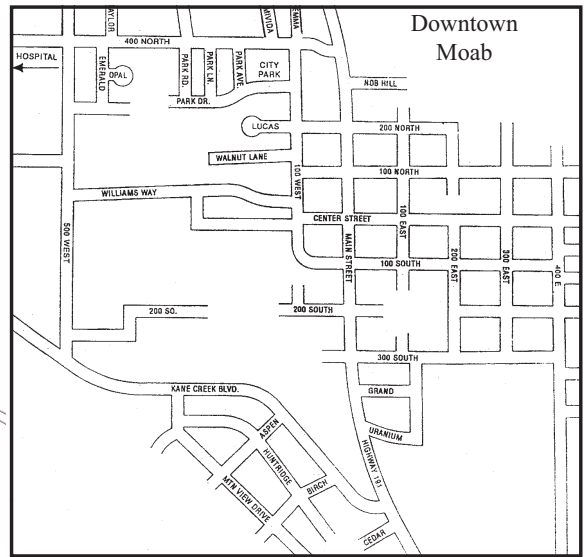 Downtown
Moab
TAYLOR
MIVIDA
EMMA
400 NORTH
HOSPITAL
EMERALD
OPAL
PARK RD.
PARK LN.
PARK AVE.
CITY
PARK
NOB HILL
PARK DR.
LUCAS
200 NORTH
WALNUT LANE
100 NORTH
100 WEST
WILLIAMS WAY
CENTER STREET
100 EAST
500 WEST
MAIN STREET
100 SOUTH
200 EAST
300 EAST
400 E.
200 SO.
200 SOUTH
300 SOUTH
KANE CREEK BLVD.
GRAND
ASPEN
URANIUM
HUNTRIDGE
HIGHWAY 191
BIRCH
MTN VIEW DRIVE
CEDAR